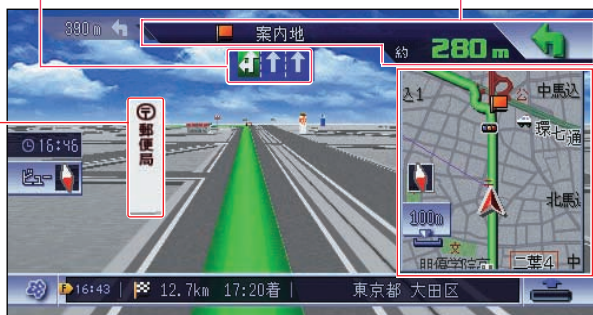 390m
案内地
約 280m
〒郵便局
16:46
ビュー
入1
中馬込
環七通
北馬込
100m
文
二葉4 中
16:43 12.7km 17:20着 東京都 大田区